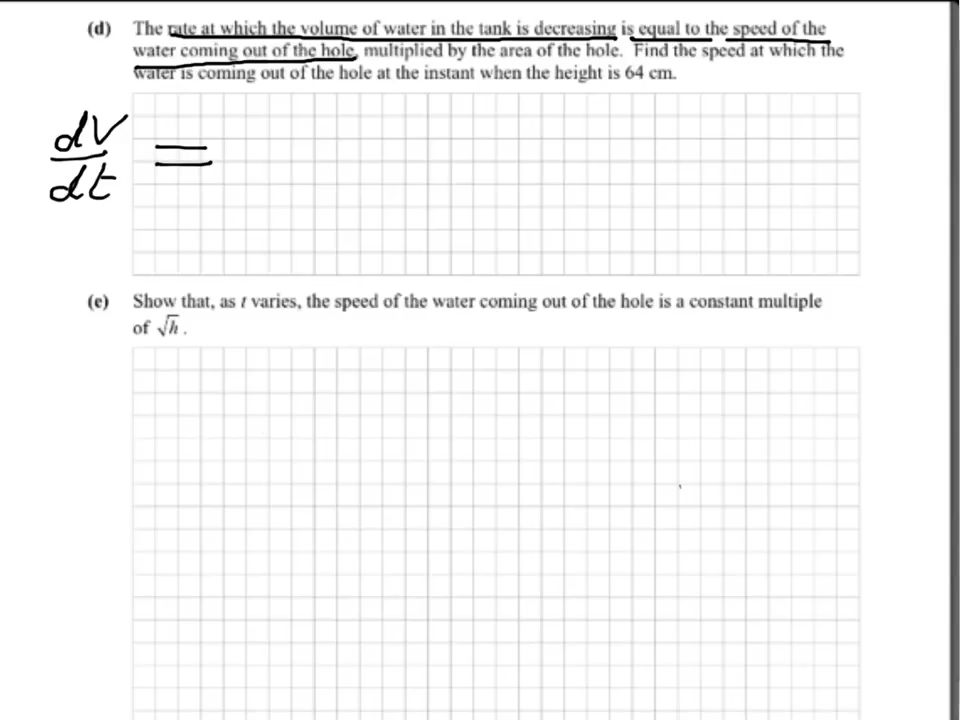 (d) The rate at which the volume of water in the tank is decreasing is equal to the speed of the
water coming out of the hole, multiplied by the area of the hole. Find the speed at which the
water is coming out of the hole at the instant when the height is 64 cm.
dV/dt =
(e) Show that, as t varies, the speed of the water coming out of the hole is a constant multiple
of √h.